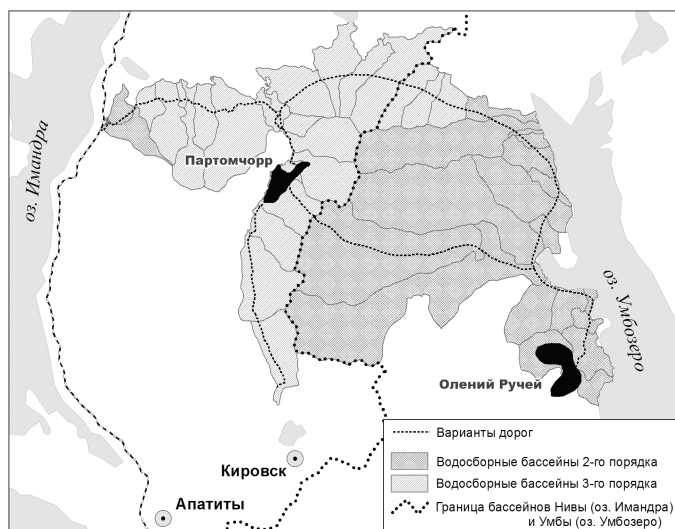 оз. Имандра
Партомчорр
оз. Умбозеро
Олений Ручей
Кировск
Апатиты
Варианты дорог
Водосборные бассейны 2-го порядка
Водосборные бассейны 3-го порядка
Граница бассейнов Нивы (оз. Имандра)
и Умбы (оз. Умбозеро)